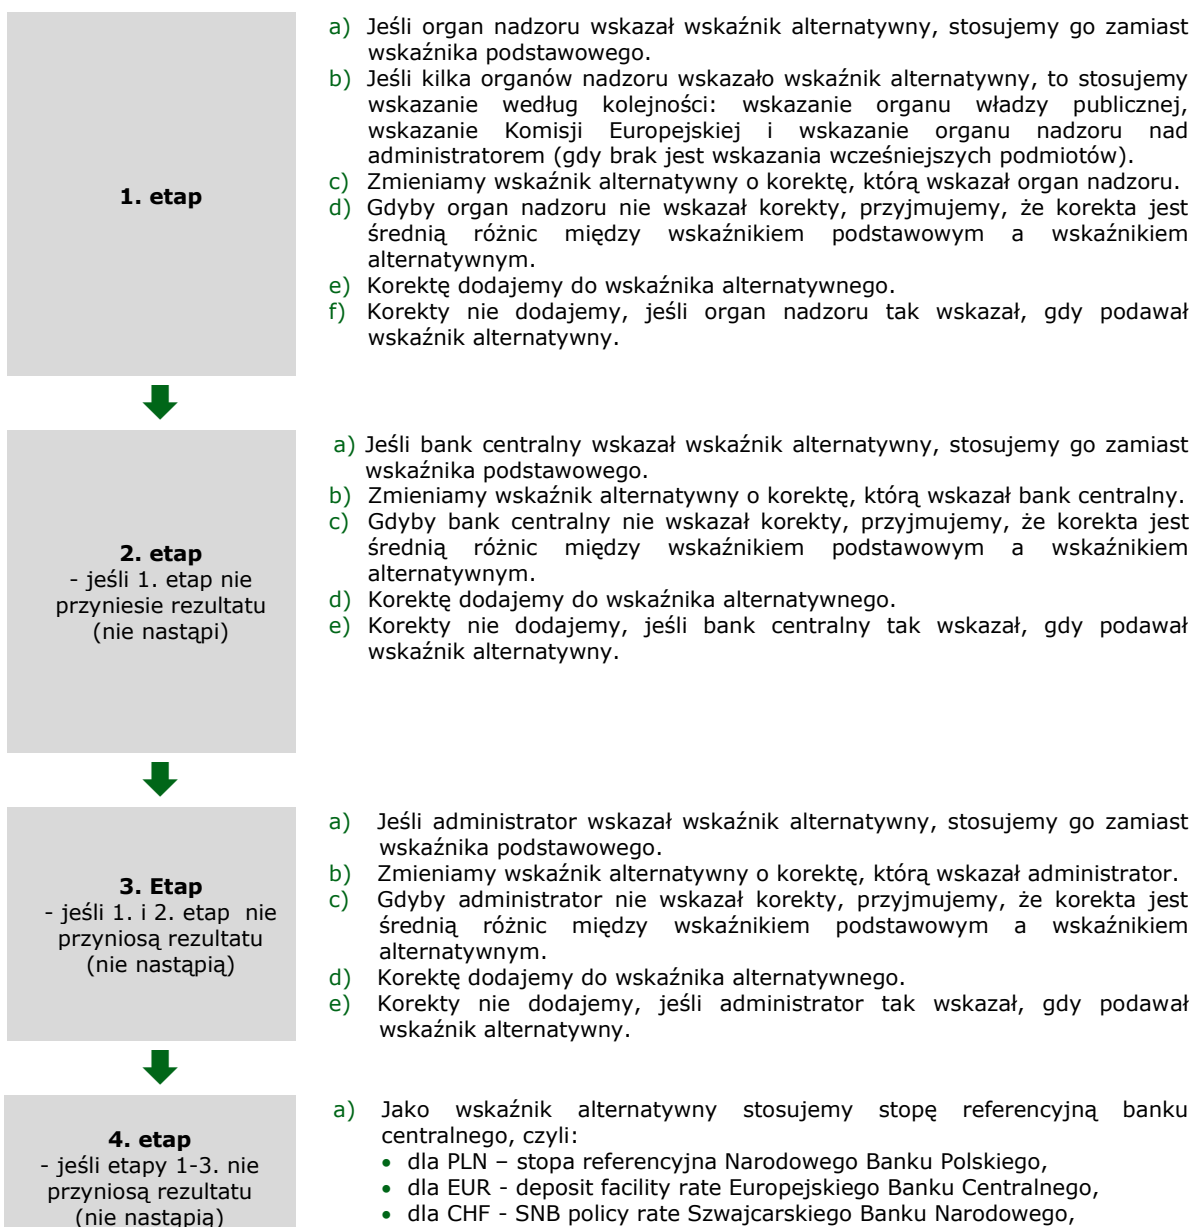 1. etap
a) Jeśli organ nadzoru wskazał wskaźnik alternatywny, stosujemy go zamiast
wskaźnika podstawowego.
b) Jeśli kilka organów nadzoru wskazało wskaźnik alternatywny, to stosujemy
wskazanie według kolejności: wskazanie organu władzy publicznej,
wskazanie Komisji Europejskiej i wskazanie organu nadzoru nad
administratorem (gdy brak jest wskazania wcześniejszych podmiotów).
c) Zmieniamy wskaźnik alternatywny o korektę, którą wskazał organ nadzoru.
d) Gdyby organ nadzoru nie wskazał korekty, przyjmujemy, że korekta jest
średnią różnic między wskaźnikiem podstawowym a wskaźnikiem
alternatywnym.
e) Korektę dodajemy do wskaźnika alternatywnego.
f) Korekty nie dodajemy, jeśli organ nadzoru tak wskazał, gdy podawał
wskaźnik alternatywny.
2. etap
- jeśli 1. etap nie
przyniesie rezultatu
(nie nastąpi)
a) Jeśli bank centralny wskazał wskaźnik alternatywny, stosujemy go zamiast
wskaźnika podstawowego.
b) Zmieniamy wskaźnik alternatywny o korektę, którą wskazał bank centralny.
c) Gdyby bank centralny nie wskazał korekty, przyjmujemy, że korekta jest
średnią różnic między wskaźnikiem podstawowym a wskaźnikiem
alternatywnym.
d) Korektę dodajemy do wskaźnika alternatywnego.
e) Korekty nie dodajemy, jeśli bank centralny tak wskazał, gdy podawał
wskaźnik alternatywny.
3. Etap
- jeśli 1. i 2. etap nie
przyniosą rezultatu
(nie nastąpią)
a) Jeśli administrator wskazał wskaźnik alternatywny, stosujemy go zamiast
wskaźnika podstawowego.
b) Zmieniamy wskaźnik alternatywny o korektę, którą wskazał administrator.
c) Gdyby administrator nie wskazał korekty, przyjmujemy, że korekta jest
średnią różnic między wskaźnikiem podstawowym a wskaźnikiem
alternatywnym.
d) Korektę dodajemy do wskaźnika alternatywnego.
e) Korekty nie dodajemy, jeśli administrator tak wskazał, gdy podawał
wskaźnik alternatywny.
4. etap
- jeśli etapy 1-3. nie
przyniosą rezultatu
(nie nastąpią)
a) Jako wskaźnik alternatywny stosujemy stopę referencyjną banku
centralnego, czyli:
• dla PLN – stopa referencyjna Narodowego Banku Polskiego,
• dla EUR - deposit facility rate Europejskiego Banku Centralnego,
• dla CHF - SNB policy rate Szwajcarskiego Banku Narodowego,